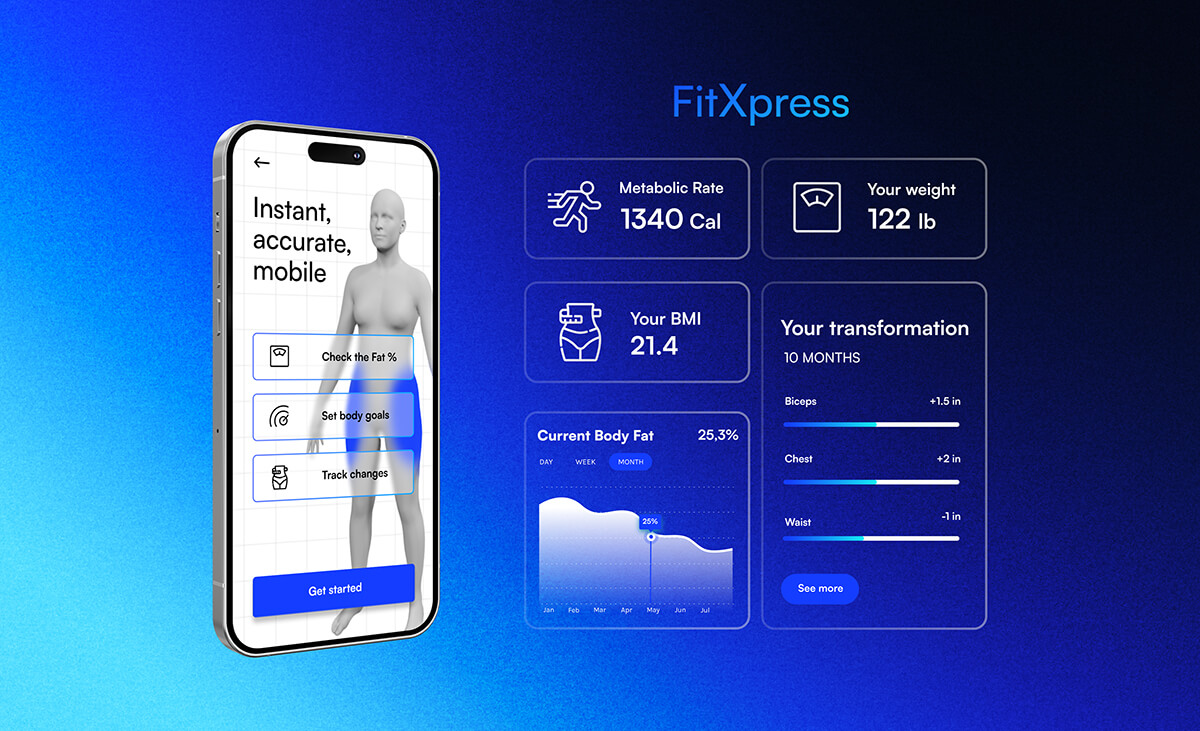 Instant,
accurate,
mobile
Check the Fat %
Set body goals
Track changes
Get started
FitXpress
Metabolic Rate
1340 Cal
Your weight
122 lb
Your BMI
21.4
Current Body Fat 25,3%
DAY WEEK MONTH
25%
Jan Feb Mar Apr May Jun Jul
Your transformation
10 MONTHS
Biceps +1.5 in
Chest +2 in
Waist -1 in
See more